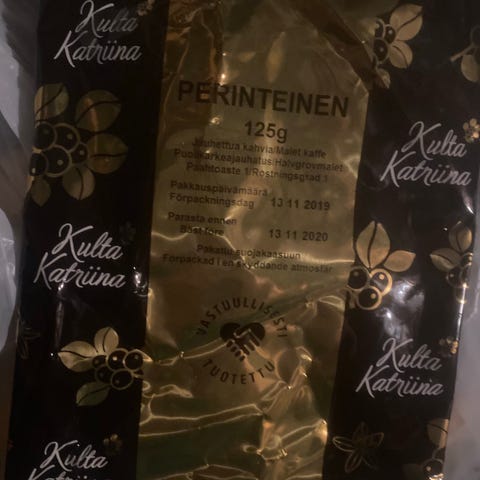 Kulta
Katriina
PERINTEINEN
125g
Jauhettua kahvia/Malet kaffe
Puolikarkeajauhatus/Halvgrovmalet
Paahtoaste 1/Rostningsgrad 1
Pakkauspäivämäärä
Förpackningsdag 13 11 2019
Parasta ennen
Bäst före 13 11 2020
Pakattu suojakaasuun
Förpackad i en skyddande atmosfär
VASTUULLISESTI
TUOTETTU
Kulta
Katriina
Kulta
Katriina
Kulta
Katriina
Kulta
Katriina